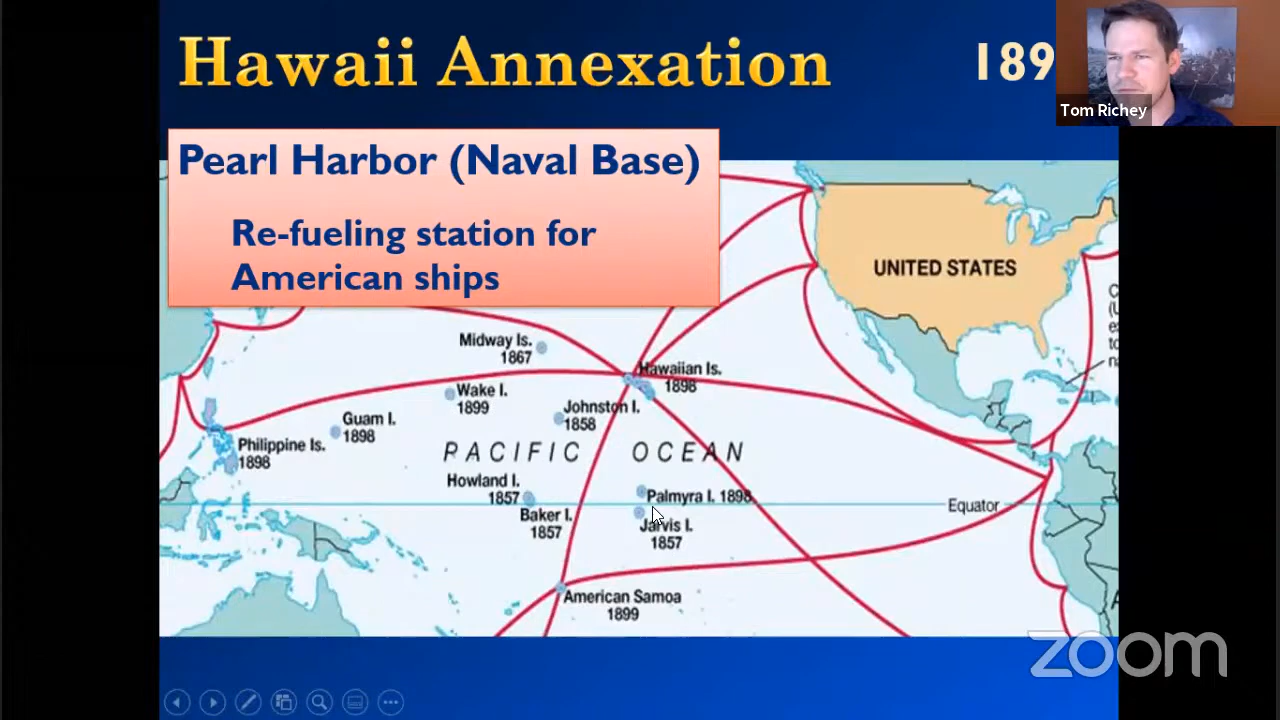 Hawaii Annexation
189
Tom Richey
Pearl Harbor (Naval Base)
Re-fueling station for
American ships
UNITED STATES
Midway Is.
1867
Hawaiian Is.
1898
Wake I.
1899
Johnston I.
1858
Guam I.
1898
Philippine Is.
1898
PACIFIC OCEAN
Howland I.
1857
Palmyra I. 1898
Equator
Baker I.
1857
Jarvis I.
1857
American Samoa
1899
zoom